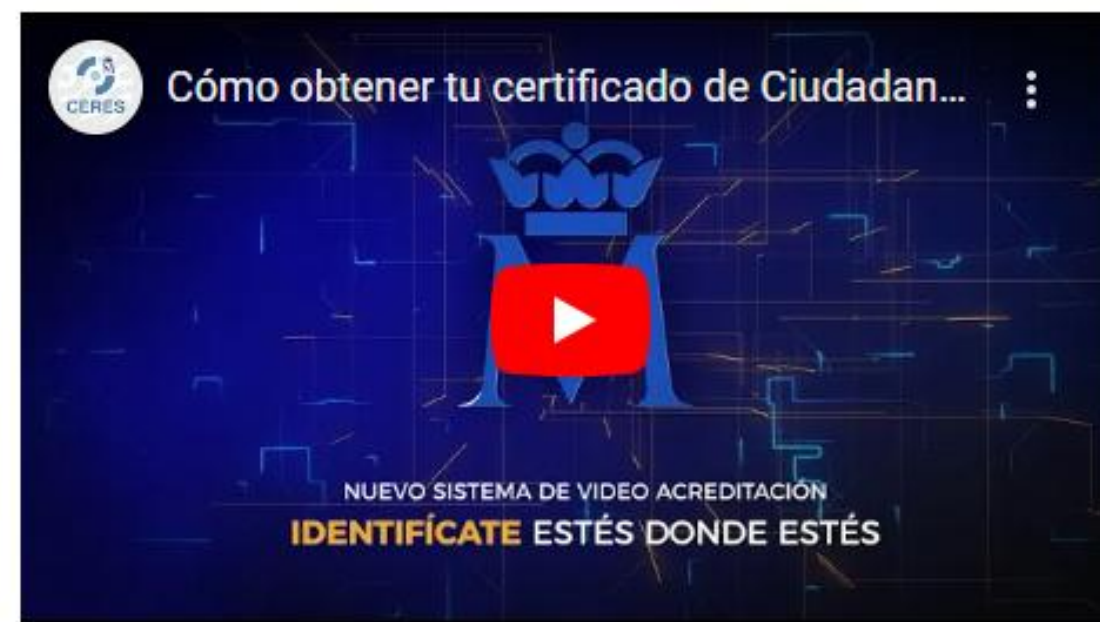 CERES
Cómo obtener tu certificado de Ciudadan...
M
NUEVO SISTEMA DE VIDEO ACREDITACIÓN
IDENTIFÍCATE ESTÉS DONDE ESTÉS